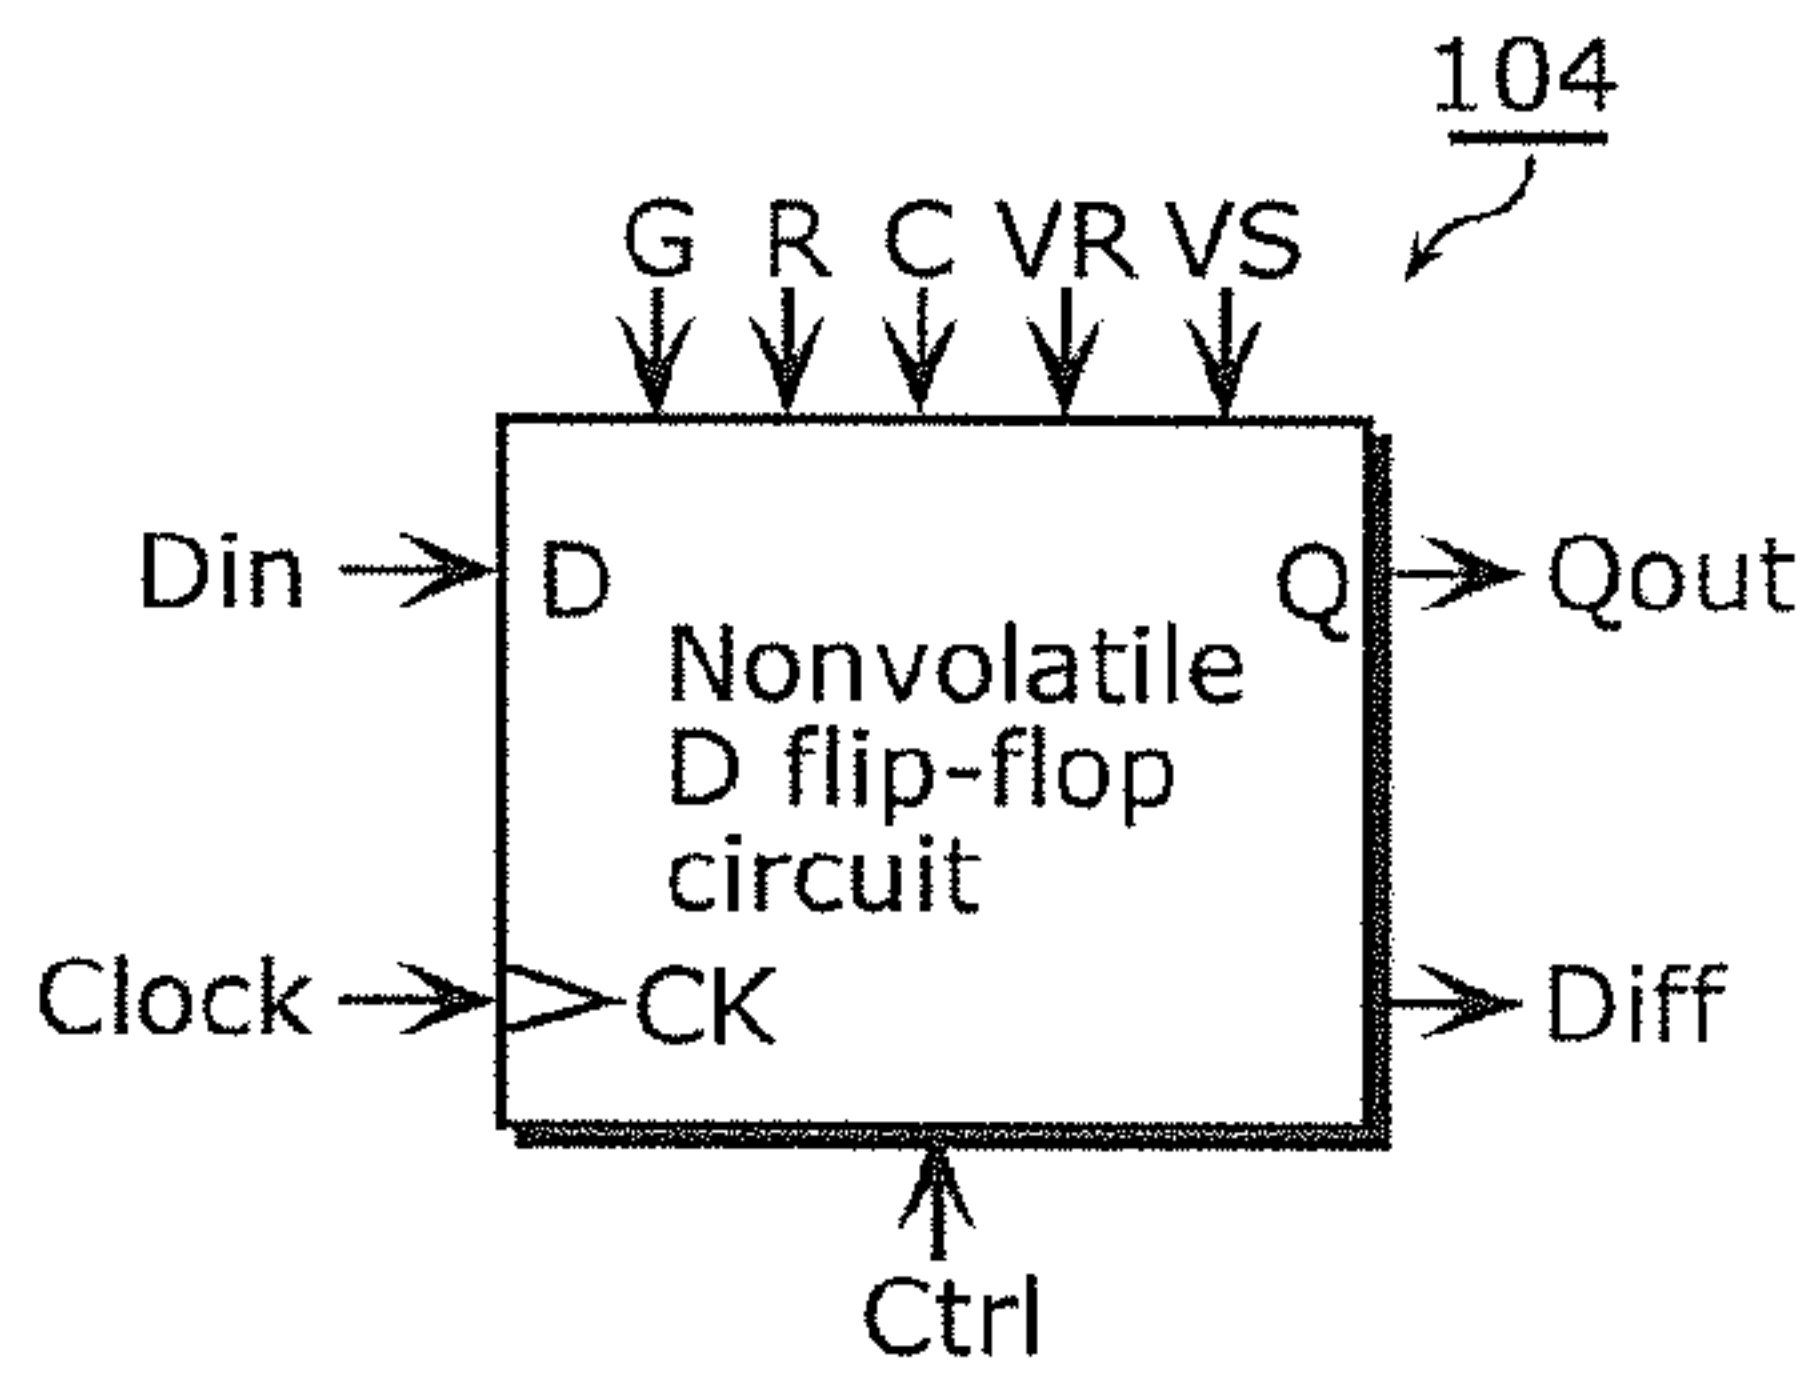 104
G R C VR VS
Din D Q Qout
Nonvolatile
D flip-flop
circuit
Clock CK Diff
Ctrl